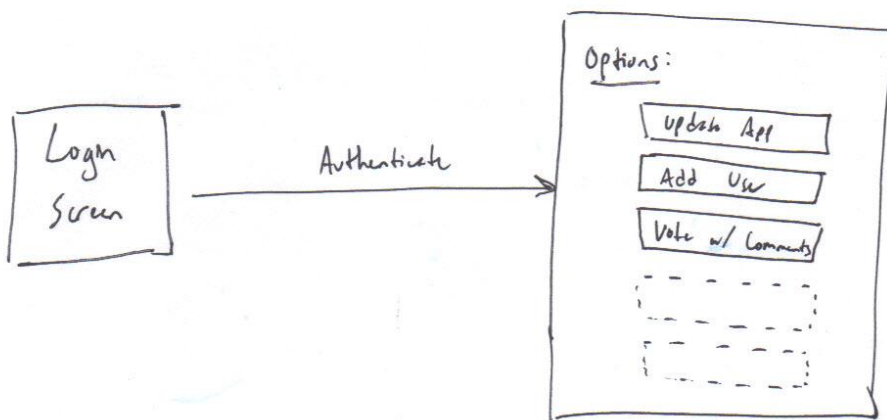 Login
Screen
Authenticate
Options:
Update App
Add User
Vote w/ Comments